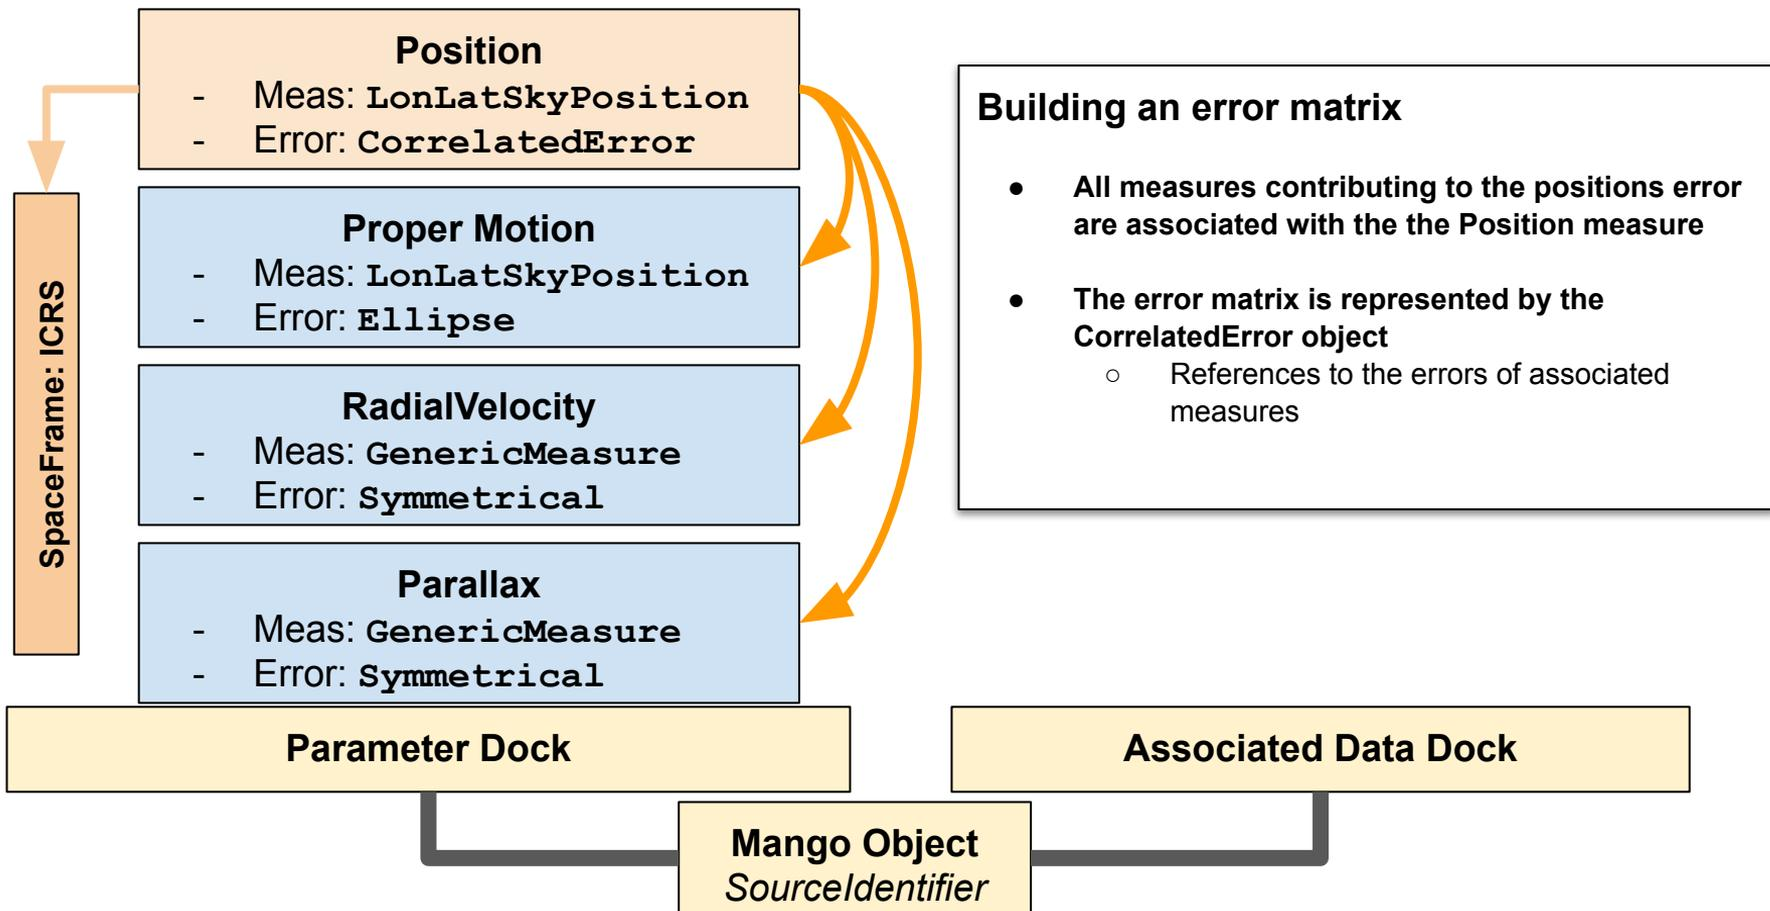 Position
- Meas: LonLatSkyPosition
- Error: CorrelatedError
SpaceFrame: ICRS
Proper Motion
- Meas: LonLatSkyPosition
- Error: Ellipse
RadialVelocity
- Meas: GenericMeasure
- Error: Symmetrical
Parallax
- Meas: GenericMeasure
- Error: Symmetrical
Building an error matrix
● All measures contributing to the positions error
are associated with the the Position measure
● The error matrix is represented by the
CorrelatedError object
○ References to the errors of associated
measures
Parameter Dock
Associated Data Dock
Mango Object
SourceIdentifier